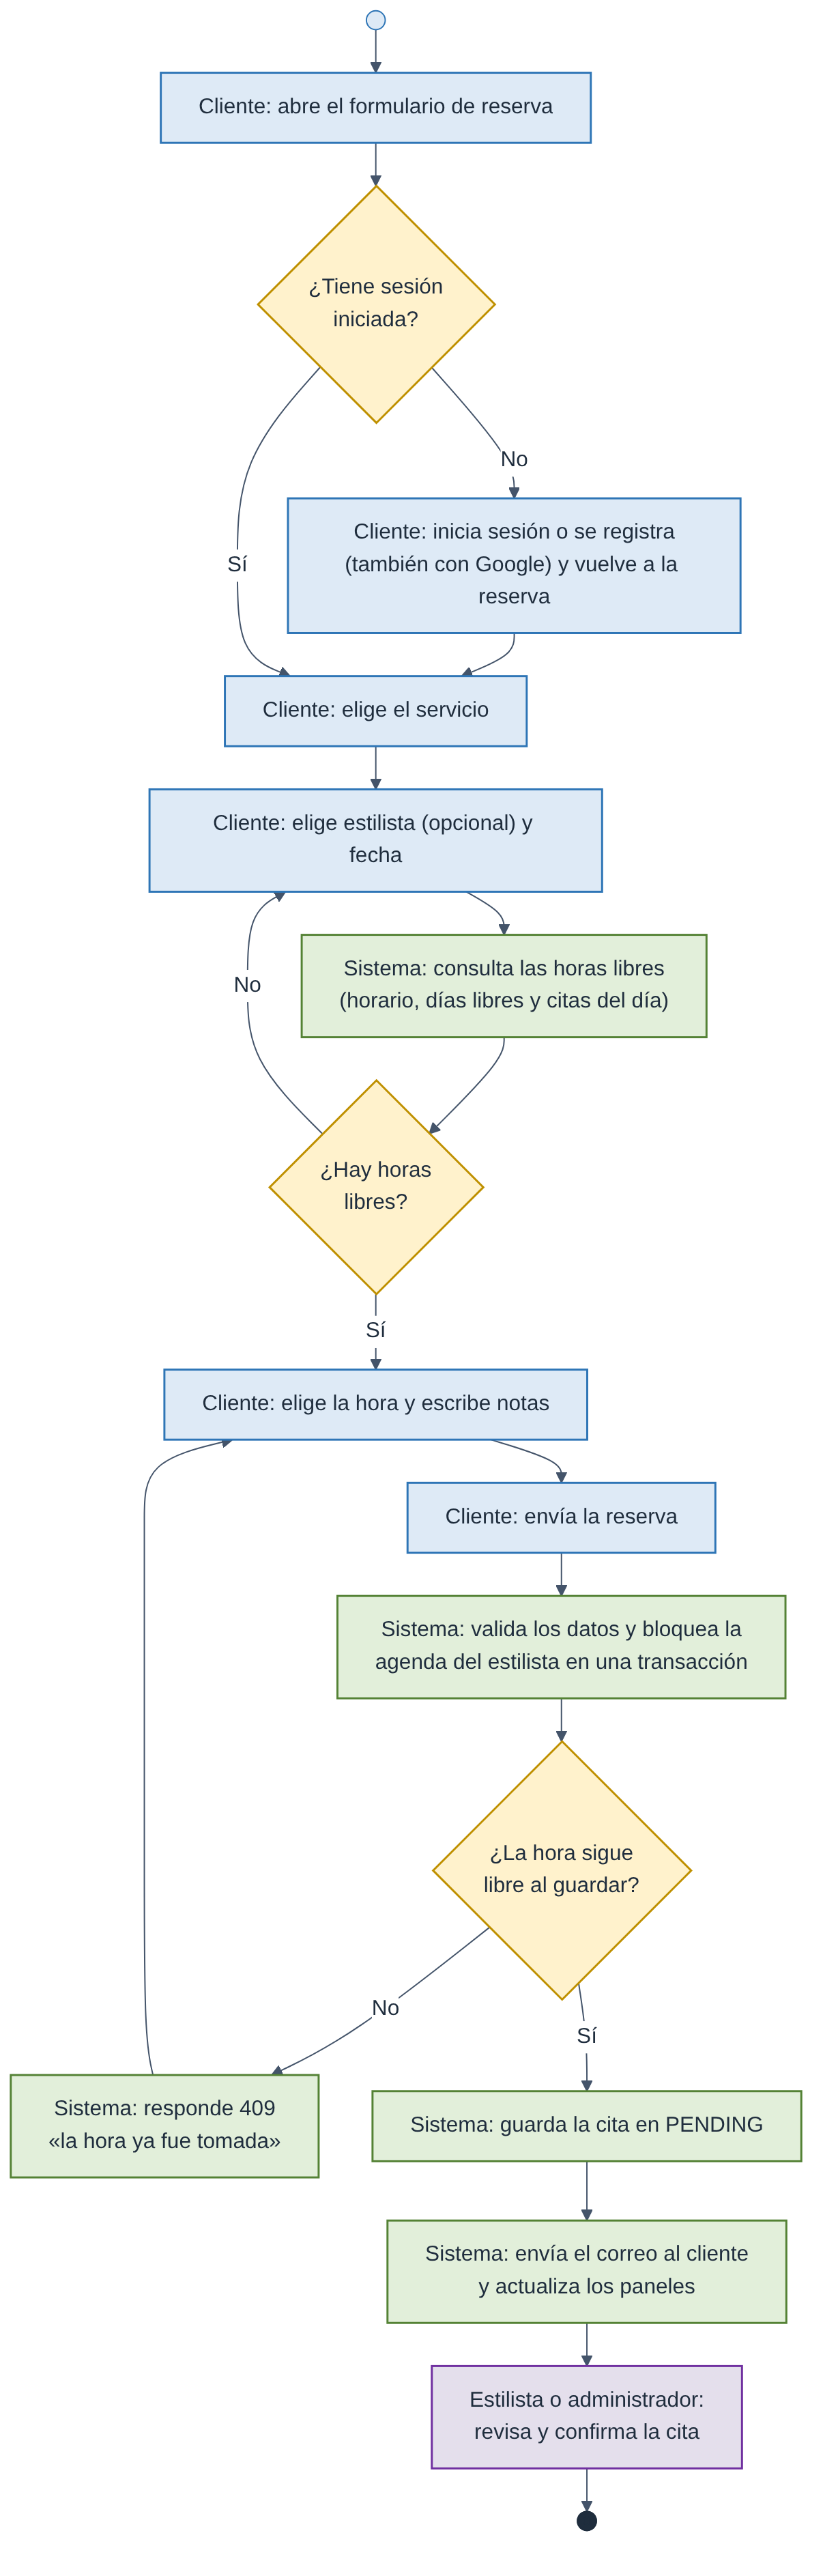 Cliente: abre el formulario de reserva
¿Tiene sesión
iniciada?
No
Cliente: inicia sesión o se registra
(también con Google) y vuelve a la
reserva
Sí
Cliente: elige el servicio
Cliente: elige estilista (opcional) y
fecha
Sistema: consulta las horas libres
(horario, días libres y citas del día)
No
¿Hay horas
libres?
Sí
Cliente: elige la hora y escribe notas
Cliente: envía la reserva
Sistema: valida los datos y bloquea la
agenda del estilista en una transacción
¿La hora sigue
libre al guardar?
No
Sí
Sistema: responde 409
«la hora ya fue tomada»
Sistema: guarda la cita en PENDING
Sistema: envía el correo al cliente
y actualiza los paneles
Estilista o administrador:
revisa y confirma la cita